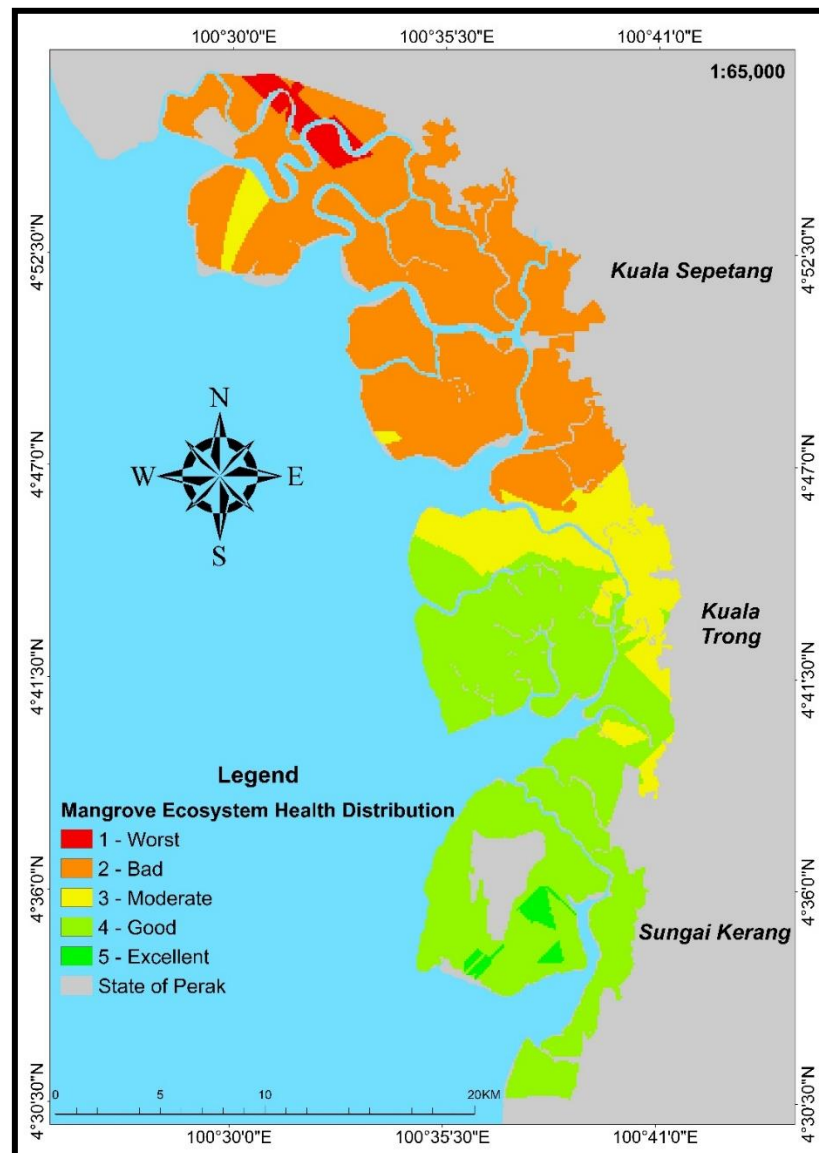 100°30'0"E 100°35'30"E 100°41'0"E
1:65,000
4°52'30"N 4°52'30"N
Kuala Sepetang
N
W E
S
4°47'0"N 4°47'0"N
Kuala
Trong
4°41'30"N 4°41'30"N
Legend
Mangrove Ecosystem Health Distribution
1 - Worst
2 - Bad
3 - Moderate
4 - Good
5 - Excellent
State of Perak
4°36'0"N 4°36'0"N
Sungai Kerang
0 5 10 20KM
4°30'30"N 4°30'30"N
100°30'0"E 100°35'30"E 100°41'0"E